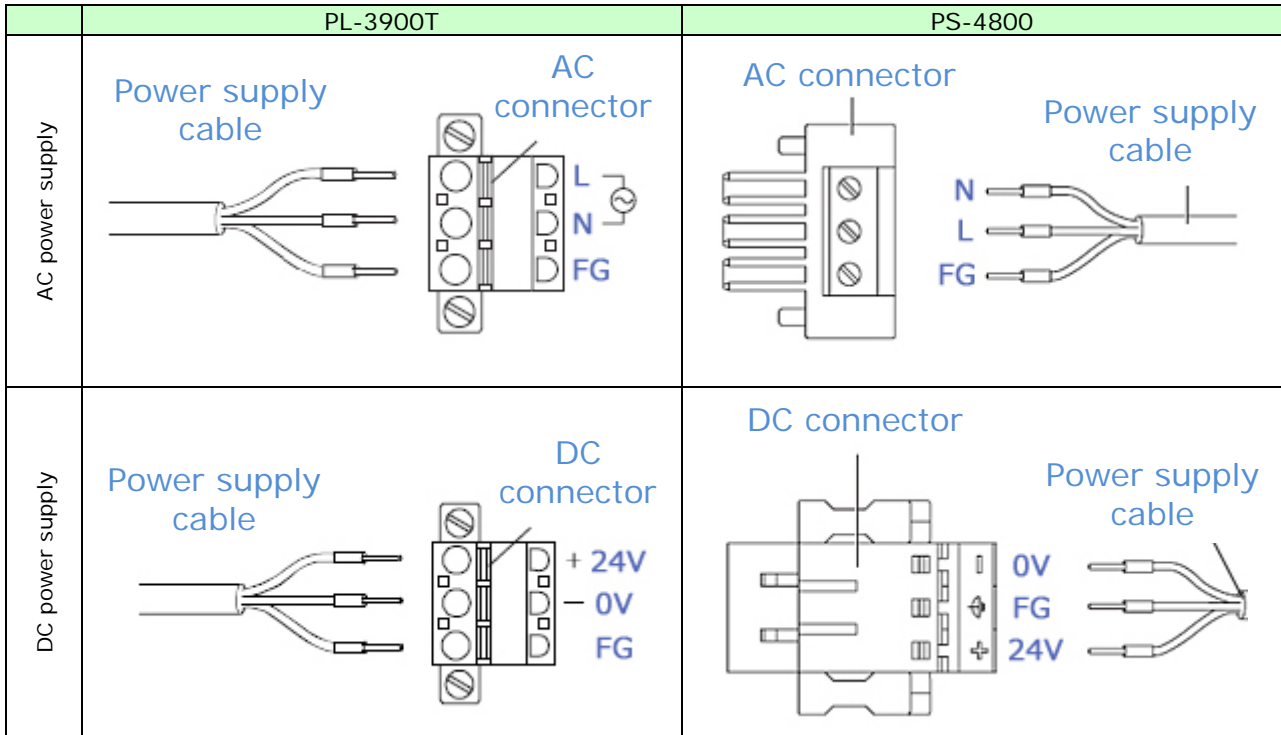 PL-3900T
PS-4800
AC power supply
Power supply
cable
AC
connector
L
N
FG
AC connector
Power supply
cable
N
L
FG
DC power supply
Power supply
cable
DC
connector
+ 24V
– 0V
FG
DC connector
Power supply
cable
–
+
0V
FG
24V